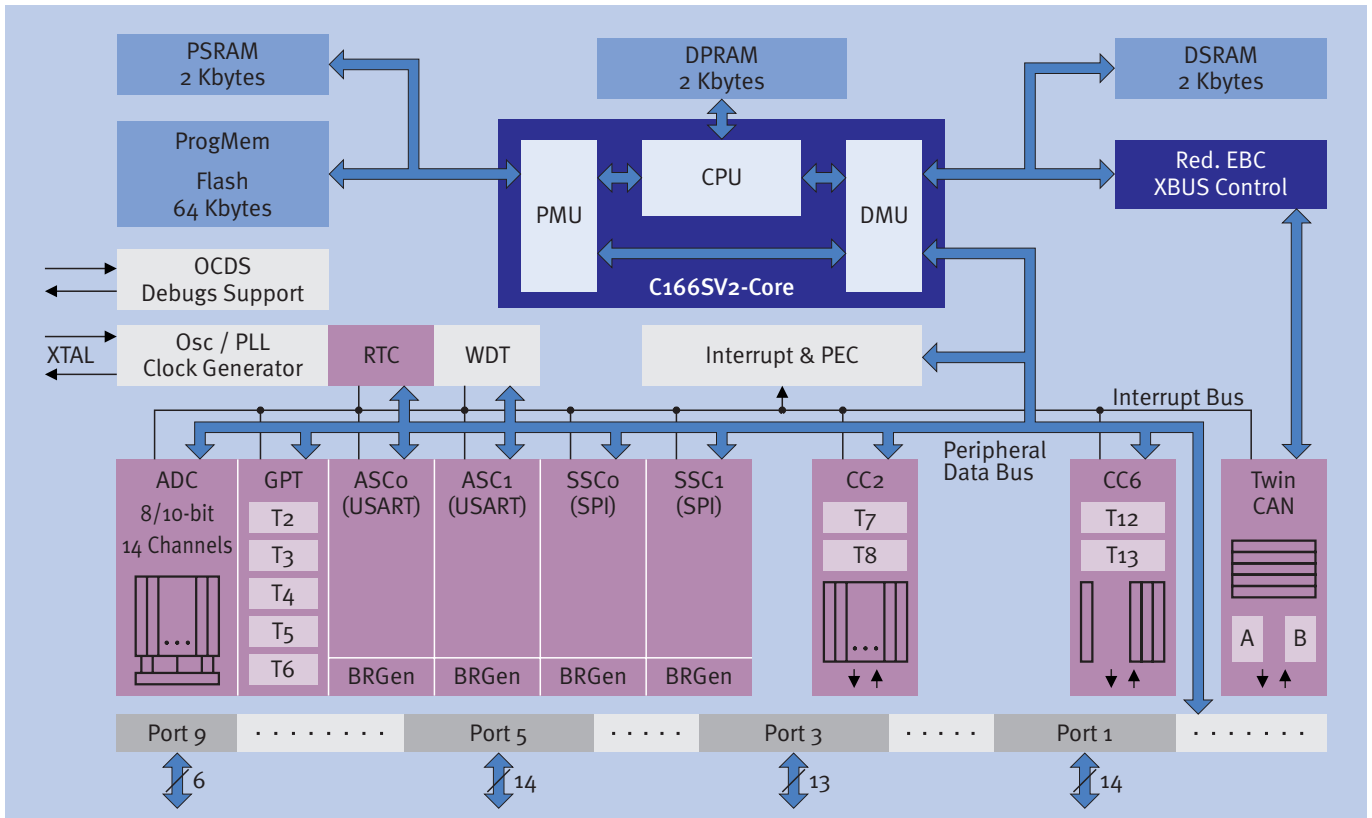 PSRAM
2 Kbytes
DPRAM
2 Kbytes
DSRAM
2 Kbytes
ProgMem
Flash
64 Kbytes
PMU
CPU
DMU
C166SV2-Core
Red. EBC
XBUS Control
OCDS
Debugs Support
XTAL
Osc / PLL
Clock Generator
RTC
WDT
Interrupt & PEC
Interrupt Bus
Peripheral
Data Bus
ADC
8/10-bit
14 Channels
...
GPT
T2
T3
T4
T5
T6
ASC0
(USART)
BRGen
ASC1
(USART)
BRGen
SSC0
(SPI)
BRGen
SSC1
(SPI)
BRGen
CC2
T7
T8
...
CC6
T12
T13
Twin
CAN
A
B
Port 9
. . . . . . . .
Port 5
. . . . .
Port 3
. . . . .
Port 1
. . . . . . .
6
14
13
14